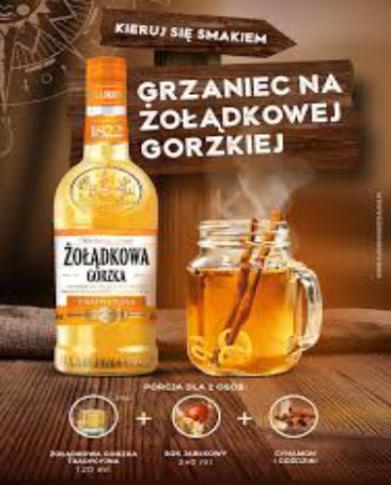 KIERUJ SIĘ SMAKIEM
GRZANIEC NA
ŻOŁĄDKOWEJ
GORZKIEJ
1822
ŻOŁĄDKOWA
GORZKA
TRADYCYJNA
PORCJA DLA 2 OSÓB:
ŻOŁĄDKOWA GORZKA
TRADYCYJNA
120 ml
+
SOK JABŁKOWY
240 ml
+
CYNAMON
I GOŹDZIKI